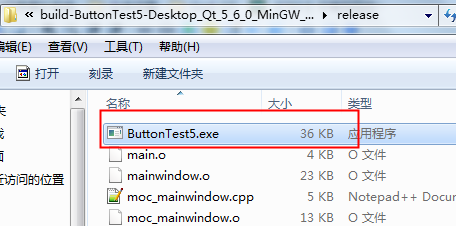 « build-ButtonTest5-Desktop_Qt_5_6_0_MinGW_... ▸ release
编辑(E) 查看(V) 工具(T) 帮助(H)
打开 刻录 新建文件夹
名称 大小 类型
ButtonTest5.exe 36 KB 应用程序
main.o 4 KB O 文件
mainwindow.o 23 KB O 文件
moc_mainwindow.cpp 5 KB Notepad++ Docu
moc_mainwindow.o 13 KB O 文件
夹
面
近访问的位置